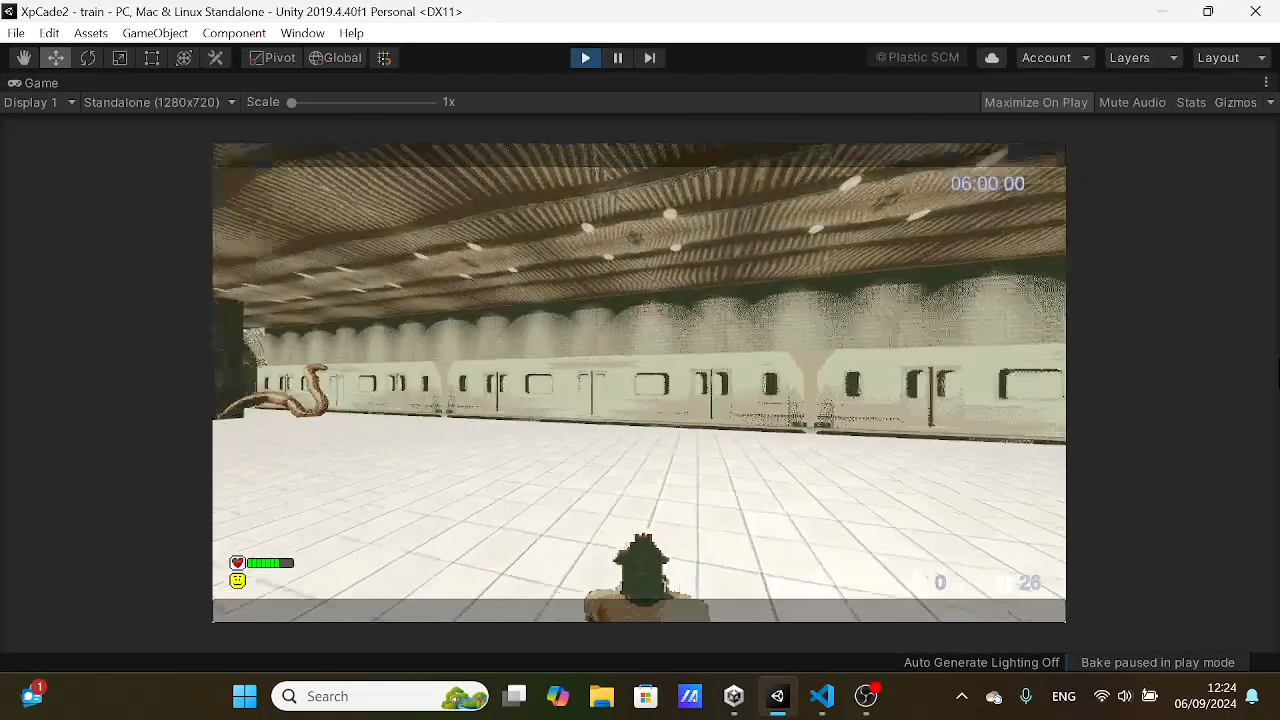 XpCade2 - train - PC, Mac & Linux Standalone - Unity 2019.4.40f1 Personal <DX11>
File Edit Assets GameObject Component Window Help
Pivot Global Plastic SCM Account Layers Layout
Game
Display 1 Standalone (1280x720) Scale 1x Maximize On Play Mute Audio Stats Gizmos
06:00 00
0 26
Auto Generate Lighting Off Bake paused in play mode
1 Search ENG 12:24
06/09/2024